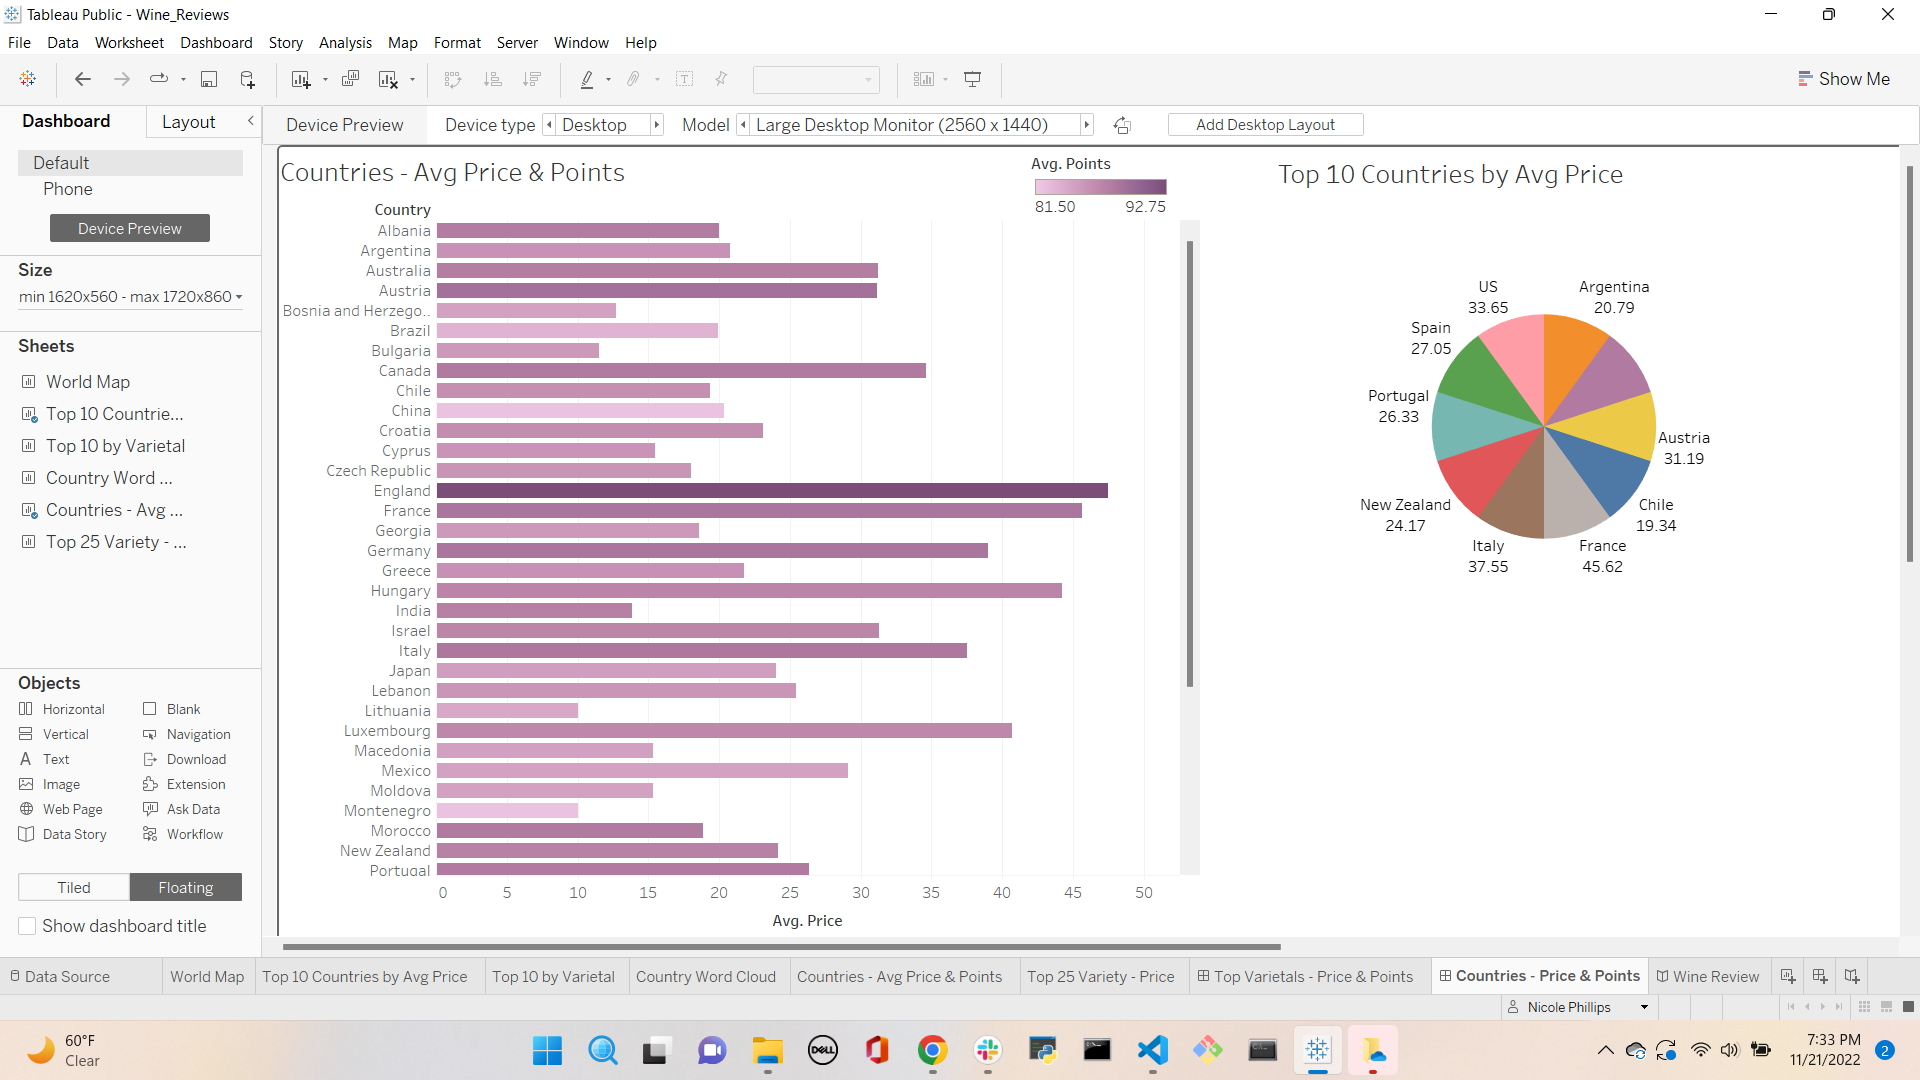 Tableau Public - Wine_Reviews
File Data Worksheet Dashboard Story Analysis Map Format Server Window Help
Show Me
Dashboard Layout
Device Preview Device type Desktop Model Large Desktop Monitor (2560 x 1440) Add Desktop Layout
Default
Phone
Device Preview
Size
min 1620x560 - max 1720x860
Sheets
World Map
Top 10 Countrie...
Top 10 by Varietal
Country Word ...
Countries - Avg ...
Top 25 Variety - ...
Objects
Horizontal Blank
Vertical Navigation
Text Download
Image Extension
Web Page Ask Data
Data Story Workflow
Tiled Floating
Show dashboard title
Countries - Avg Price & Points
Avg. Points
81.50 92.75
Country
Albania
Argentina
Australia
Austria
Bosnia and Herzego..
Brazil
Bulgaria
Canada
Chile
China
Croatia
Cyprus
Czech Republic
England
France
Georgia
Germany
Greece
Hungary
India
Israel
Italy
Japan
Lebanon
Lithuania
Luxembourg
Macedonia
Mexico
Moldova
Montenegro
Morocco
New Zealand
Portugal
0 5 10 15 20 25 30 35 40 45 50
Avg. Price
Top 10 Countries by Avg Price
US
33.65
Argentina
20.79
Spain
27.05
Portugal
26.33
Austria
31.19
New Zealand
24.17
Chile
19.34
Italy
37.55
France
45.62
Data Source World Map Top 10 Countries by Avg Price Top 10 by Varietal Country Word Cloud Countries - Avg Price & Points Top 25 Variety - Price Top Varietals - Price & Points Countries - Price & Points Wine Review
Nicole Phillips
60°F
Clear
DELL
7:33 PM
11/21/2022
2